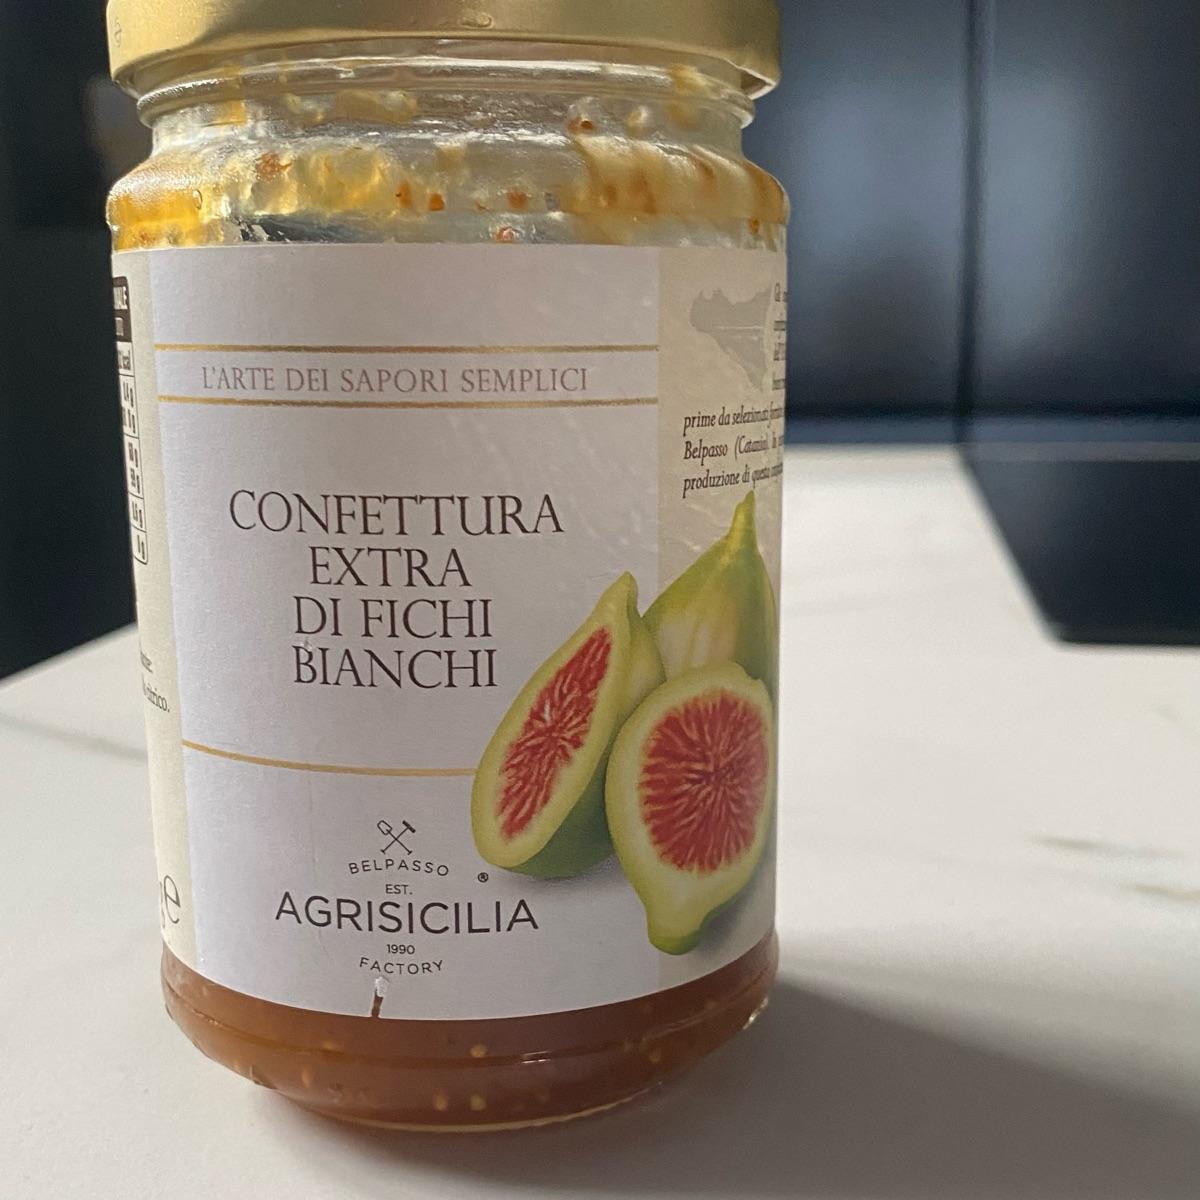 L'ARTE DEI SAPORI SEMPLICI
CONFETTURA
EXTRA
DI FICHI
BIANCHI
BELPASSO
®
EST.
AGRISICILIA
1990
FACTORY
prime da selezionati
Belpasso (Catania).
produzione di questa
citrico.
e